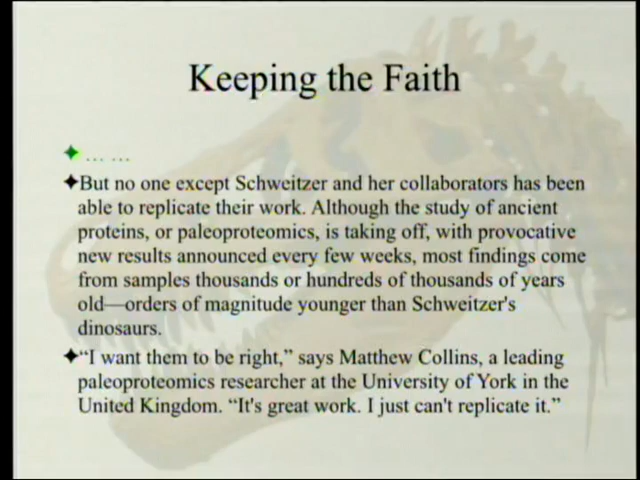 Keeping the Faith
… …
But no one except Schweitzer and her collaborators has been
able to replicate their work. Although the study of ancient
proteins, or paleoproteomics, is taking off, with provocative
new results announced every few weeks, most findings come
from samples thousands or hundreds of thousands of years
old—orders of magnitude younger than Schweitzer's
dinosaurs.
“I want them to be right,” says Matthew Collins, a leading
paleoproteomics researcher at the University of York in the
United Kingdom. “It's great work. I just can't replicate it.”